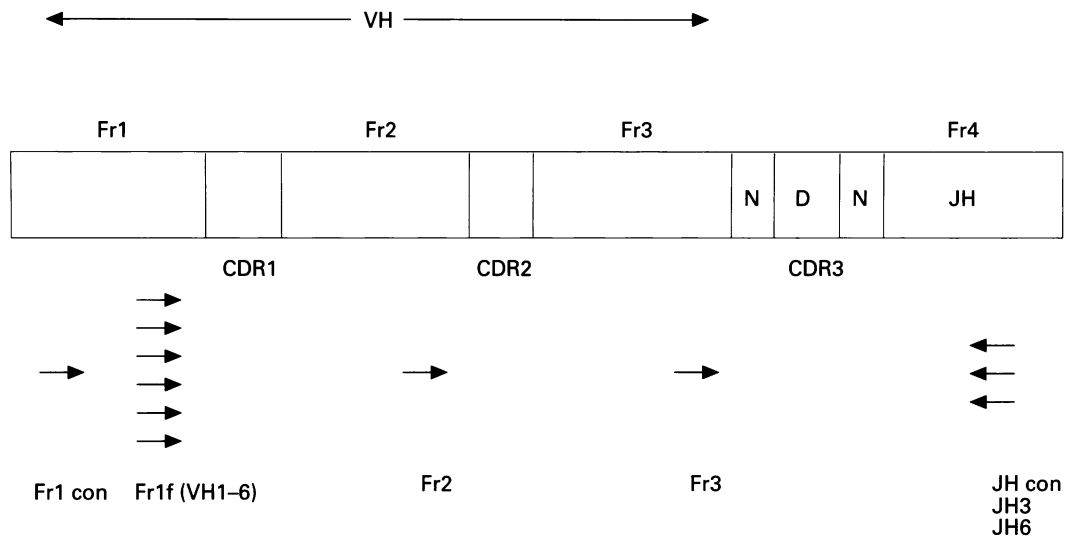 VH
Fr1 Fr2 Fr3 Fr4
N D N JH
CDR1 CDR2 CDR3
Fr1 con Fr1f (VH1–6) Fr2 Fr3 JH con
JH3
JH6